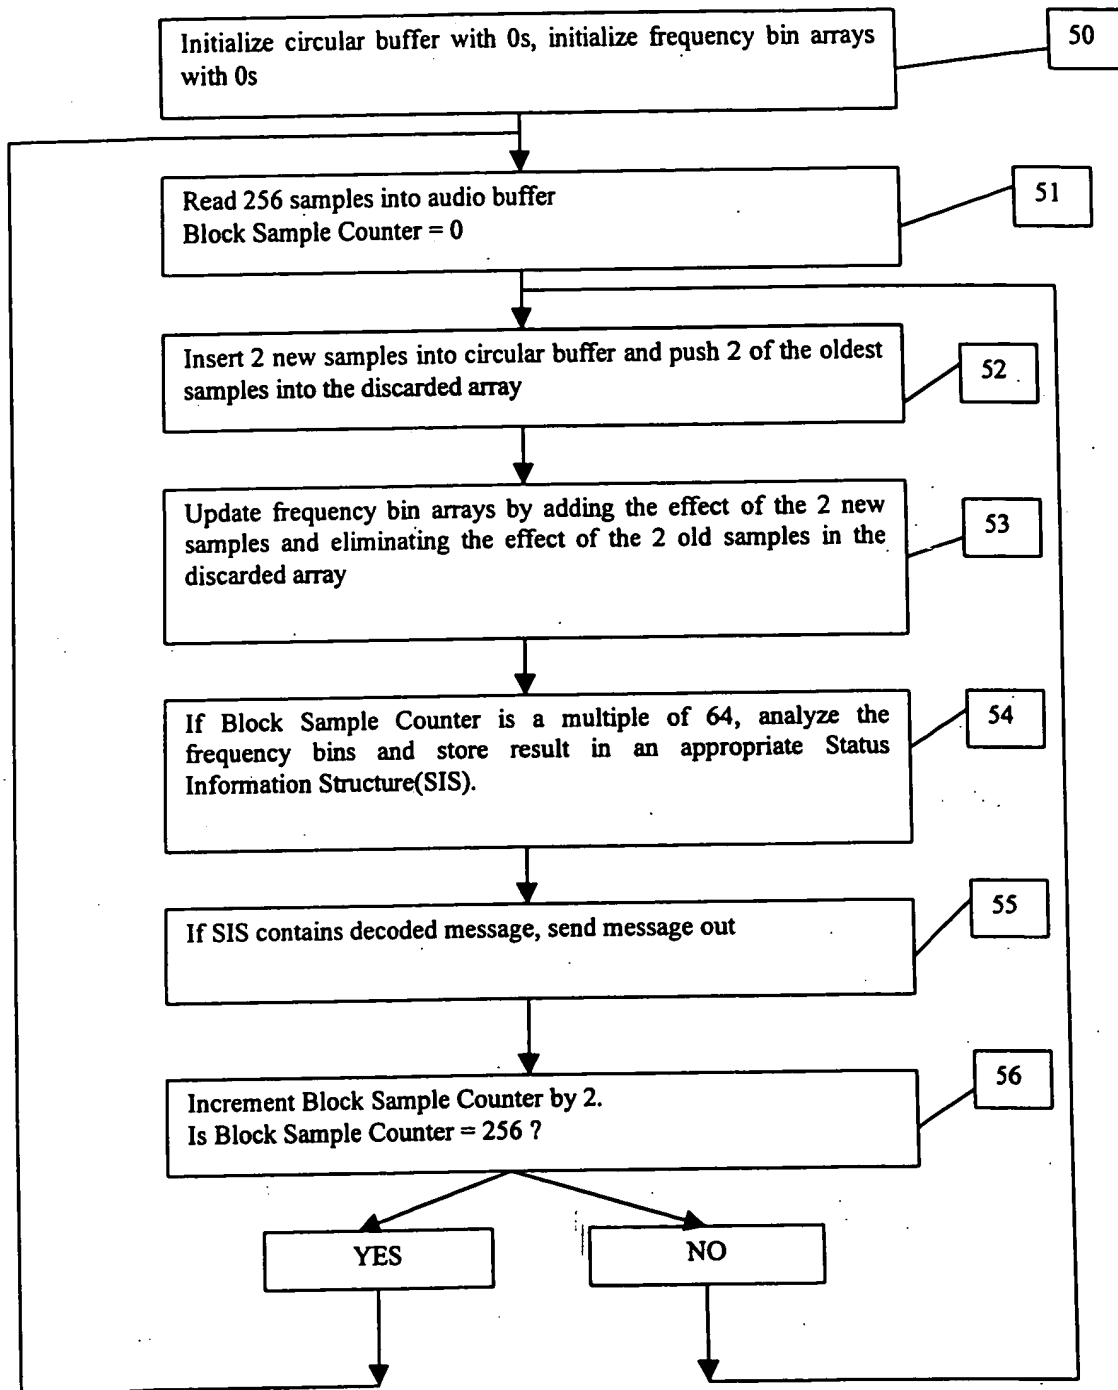 Initialize circular buffer with 0s, initialize frequency bin arrays
with 0s
50
Read 256 samples into audio buffer
Block Sample Counter = 0
51
Insert 2 new samples into circular buffer and push 2 of the oldest
samples into the discarded array
52
Update frequency bin arrays by adding the effect of the 2 new
samples and eliminating the effect of the 2 old samples in the
discarded array
53
If Block Sample Counter is a multiple of 64, analyze the
frequency bins and store result in an appropriate Status
Information Structure(SIS).
54
If SIS contains decoded message, send message out
55
Increment Block Sample Counter by 2.
Is Block Sample Counter = 256 ?
56
YES
NO